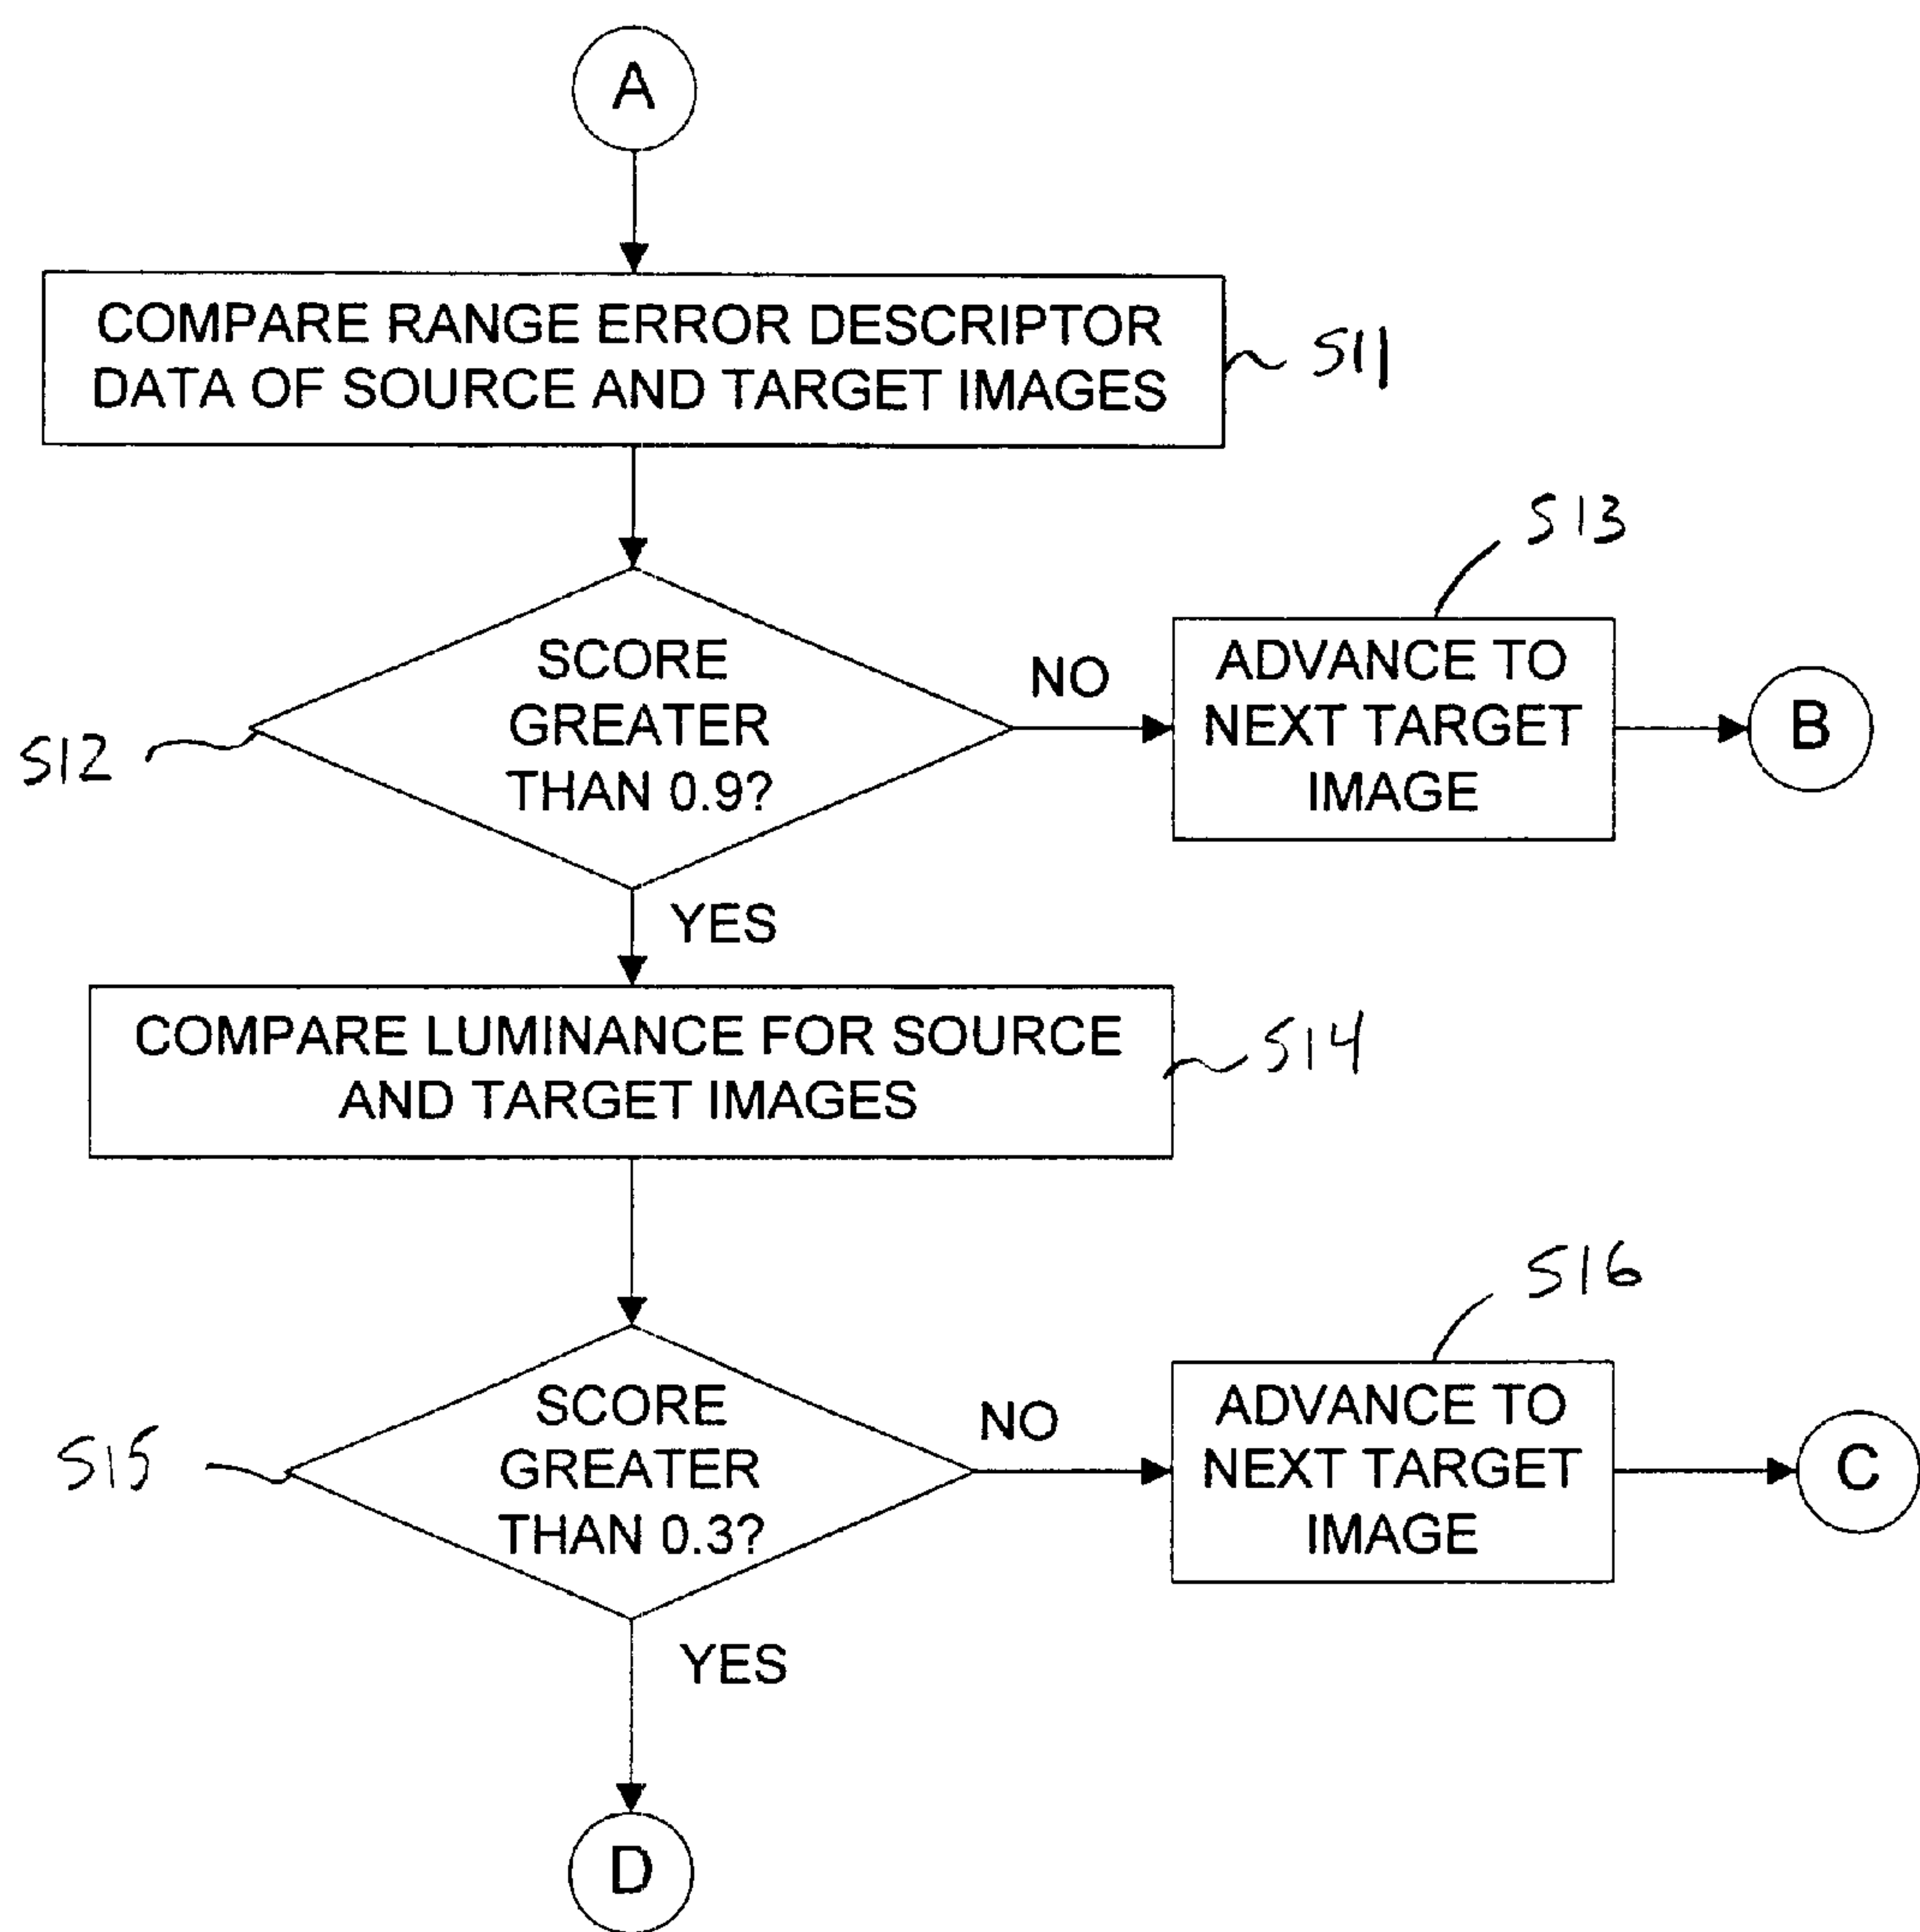 A
COMPARE RANGE ERROR DESCRIPTOR
DATA OF SOURCE AND TARGET IMAGES
S11
S13
SCORE
GREATER
THAN 0.9?
S12
NO
ADVANCE TO
NEXT TARGET
IMAGE
B
YES
COMPARE LUMINANCE FOR SOURCE
AND TARGET IMAGES
S14
S16
SCORE
GREATER
THAN 0.3?
S15
NO
ADVANCE TO
NEXT TARGET
IMAGE
C
YES
D